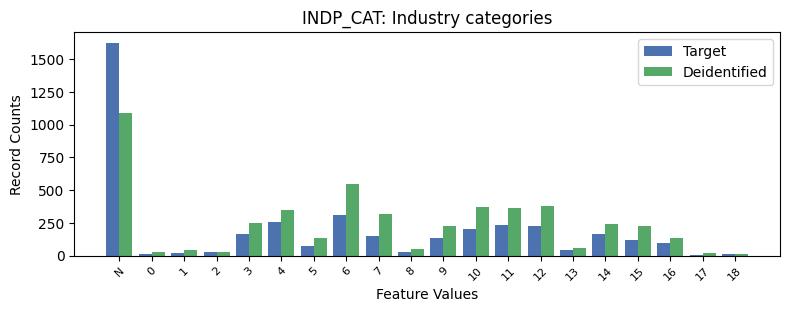 INDP_CAT: Industry categories
Target
Deidentified
Record Counts
1500
1250
1000
750
500
250
0
N 0 1 2 3 4 5 6 7 8 9 10 11 12 13 14 15 16 17 18
Feature Values